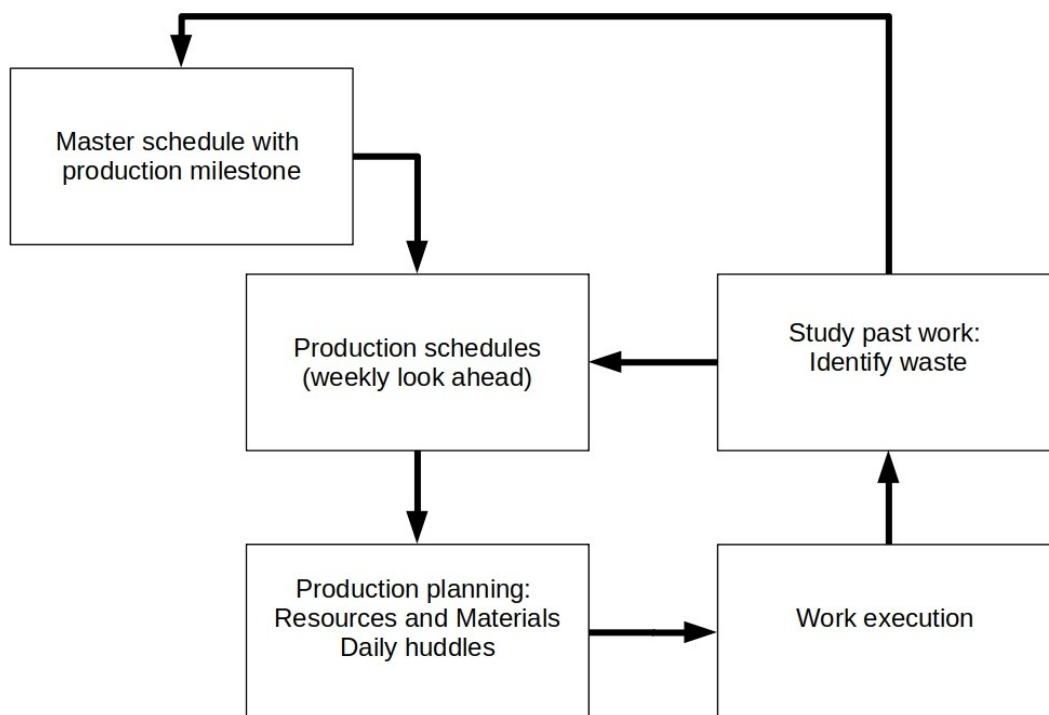 Master schedule with
production milestone
Production schedules
(weekly look ahead)
Study past work:
Identify waste
Production planning:
Resources and Materials
Daily huddles
Work execution